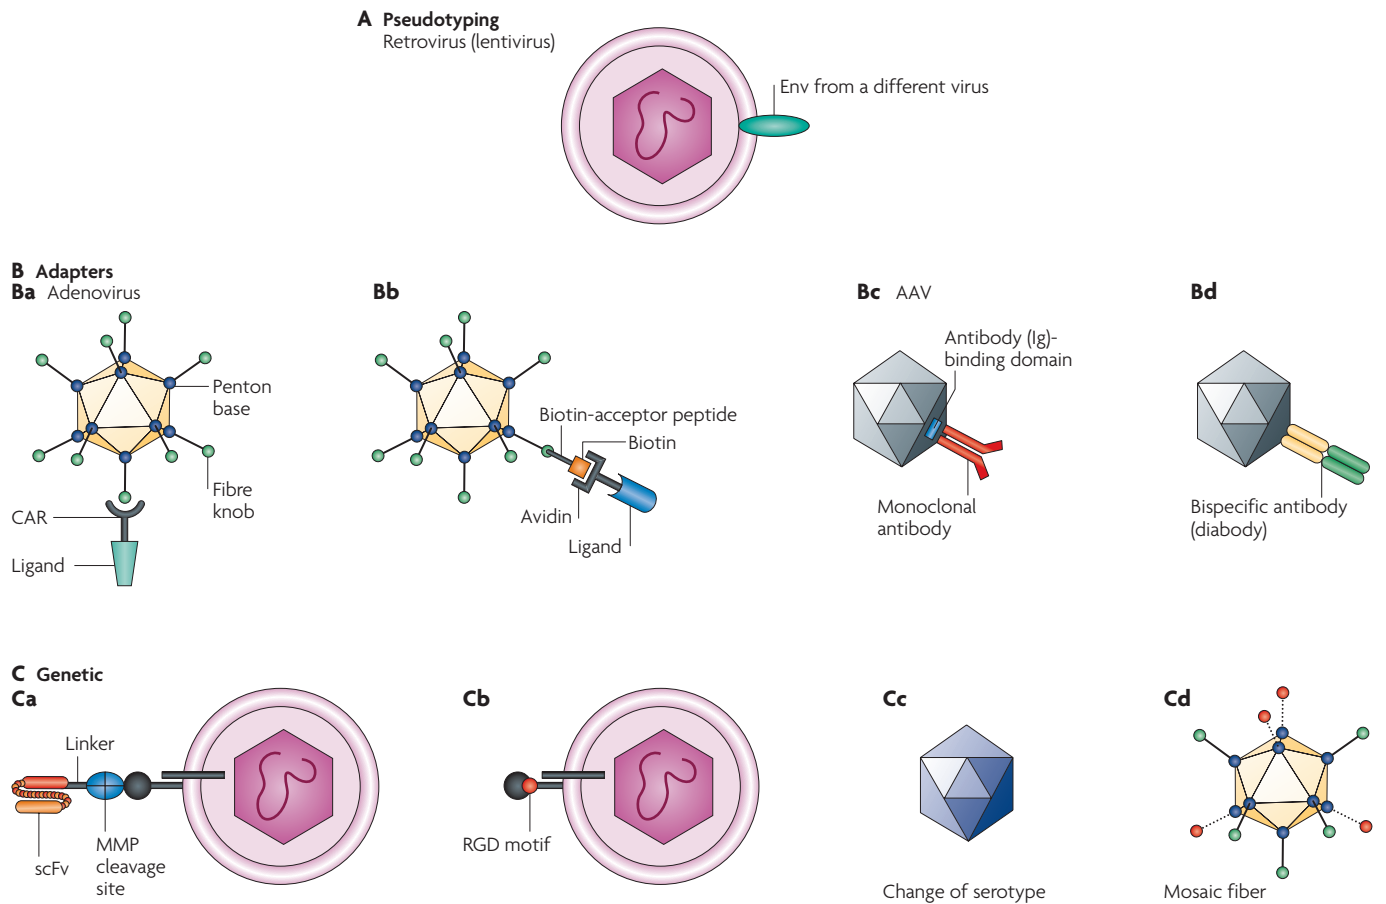 A Pseudotyping
Retrovirus (lentivirus)
Env from a different virus
B Adapters
Ba Adenovirus
Penton
base
Fibre
knob
CAR
Ligand
Bb
Biotin-acceptor peptide
Biotin
Avidin
Ligand
Bc AAV
Antibody (Ig)-
binding domain
Monoclonal
antibody
Bd
Bispecific antibody
(diabody)
C Genetic
Ca
Linker
scFv
MMP
cleavage
site
Cb
RGD motif
Cc
Change of serotype
Cd
Mosaic fiber